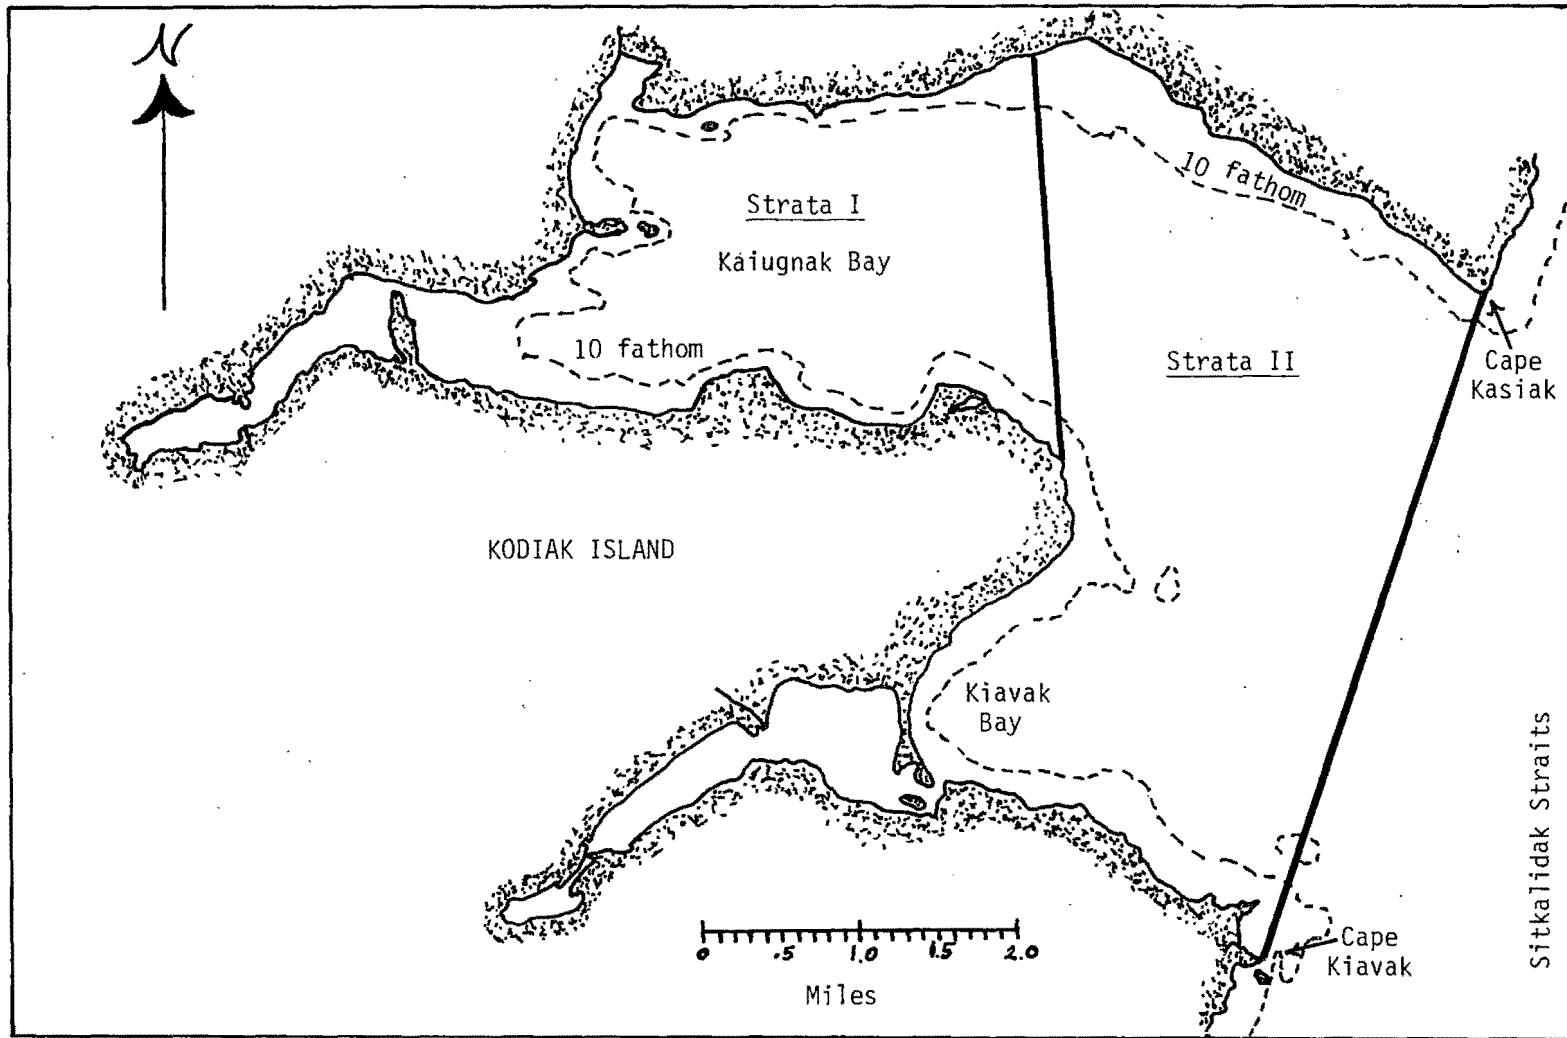 N
10 fathom
Strata I
Kaiugnak Bay
10 fathom
Strata II
Cape
Kasiak
KODIAK ISLAND
Kiavak
Bay
Sitkalidak Straits
0 .5 1.0 1.5 2.0
Miles
Cape
Kiavak